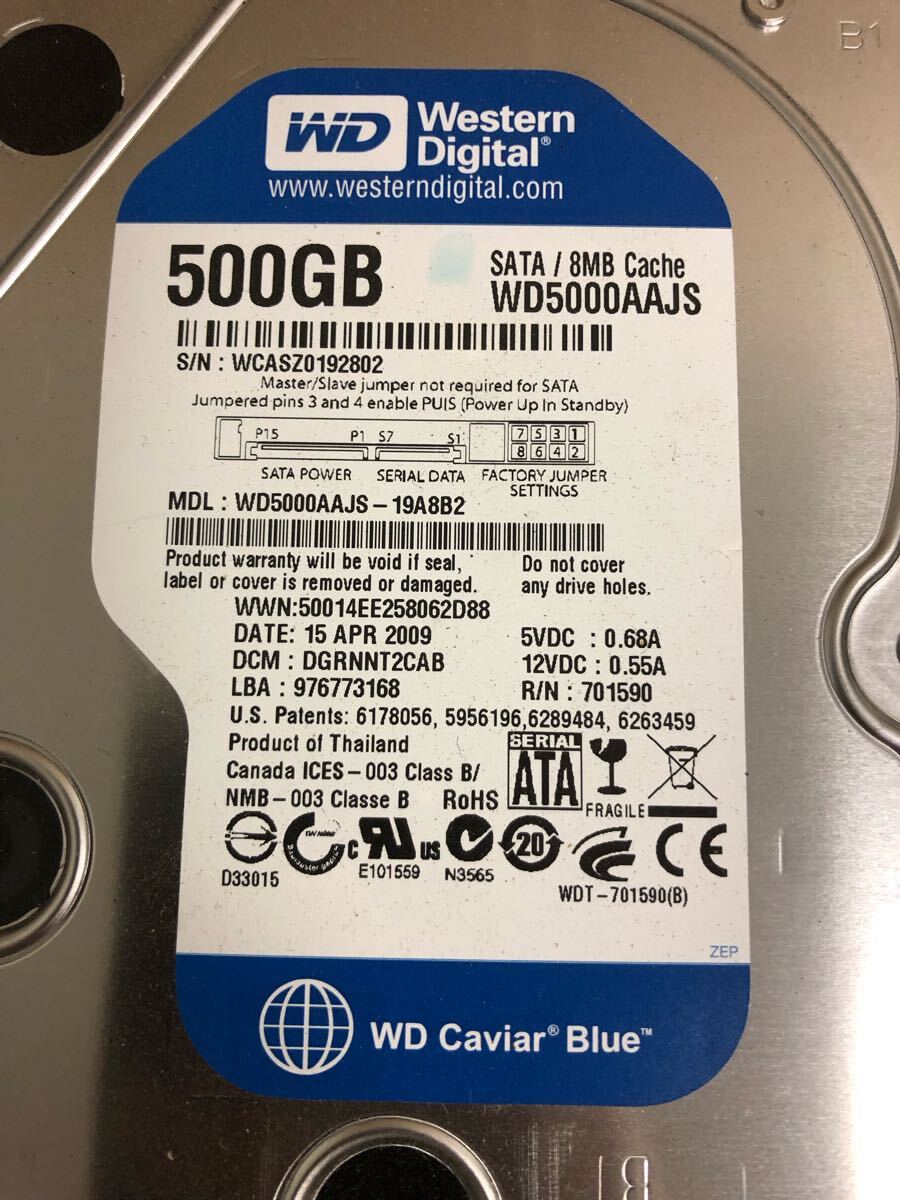 B1
WD Western
Digital®
www.westerndigital.com
500GB
SATA / 8MB Cache
WD5000AAJS
S/N : WCASZ0192802
Master/Slave jumper not required for SATA
Jumpered pins 3 and 4 enable PUIS (Power Up In Standby)
P15 P1 S7 S1 7 5 3 1
8 6 4 2
SATA POWER SERIAL DATA FACTORY JUMPER
SETTINGS
MDL : WD5000AAJS-19A8B2
Product warranty will be void if seal,
label or cover is removed or damaged.
Do not cover
any drive holes.
WWN:50014EE258062D88
DATE: 15 APR 2009
DCM : DGRNNT2CAB
LBA : 976773168
5VDC : 0.68A
12VDC : 0.55A
R/N : 701590
U.S. Patents: 6178056, 5956196,6289484, 6263459
Product of Thailand
Canada ICES-003 Class B/
NMB-003 Classe B RoHS
SERIAL
ATA
FRAGILE
D33015
c RU US
E101559
N3565
20
CE
WDT-701590(B)
ZEP
WD Caviar® Blue™
B